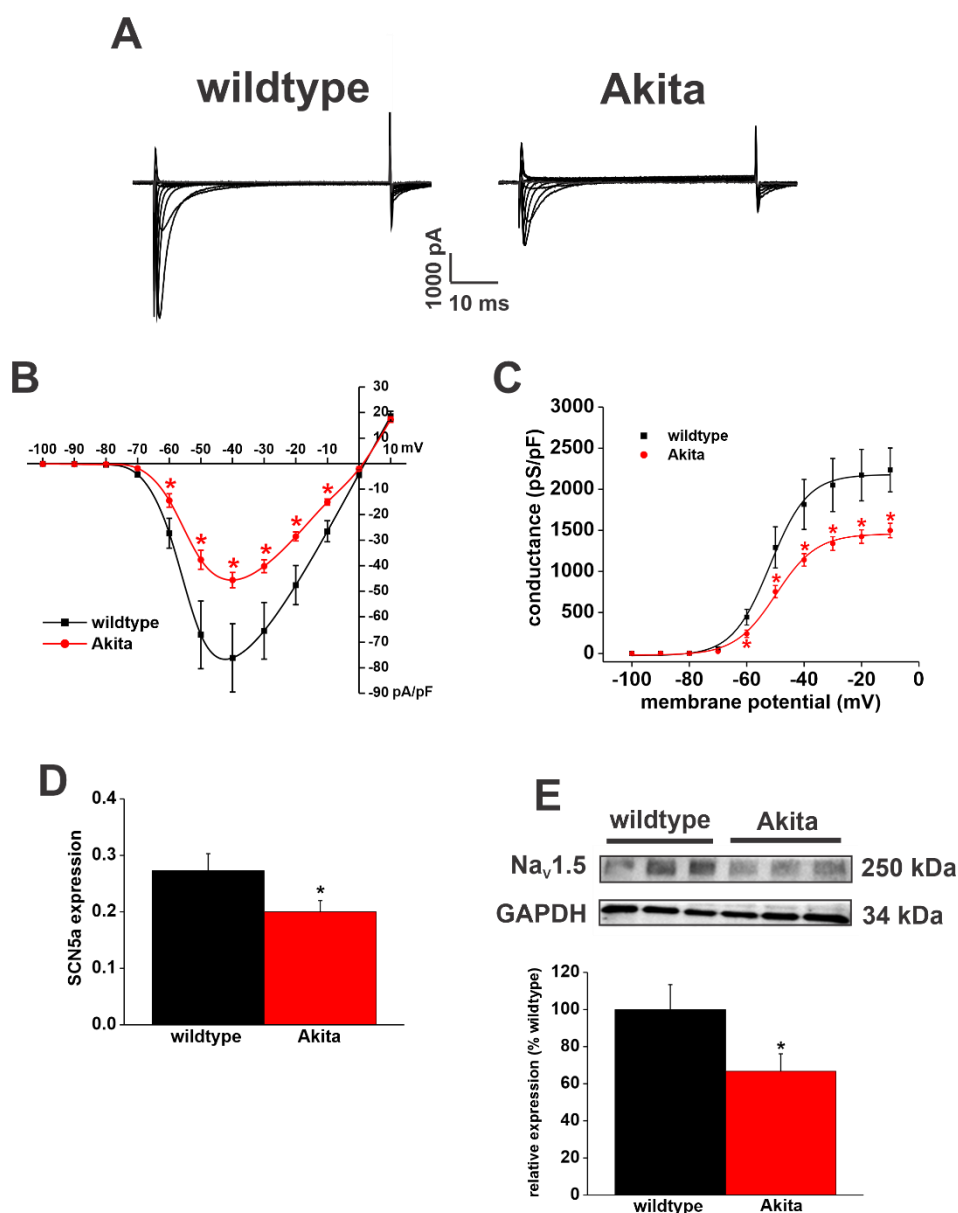 A
wildtype
Akita
1000 pA
10 ms
B
30
20
10
mV
-100 -90 -80 -70 -60 -50 -40 -30 -20 -10 0 10
-10
-20
-30
-40
-50
-60
-70
-80
-90 pA/pF
* * * * * *
wildtype
Akita
C
3000
2500
2000
1500
1000
500
0
conductance (pS/pF)
wildtype
Akita
* * * * * *
-100 -80 -60 -40 -20 0
membrane potential (mV)
D
0.4
0.3
0.2
0.1
0.0
SCN5a expression
*
wildtype Akita
E
wildtype Akita
NaV1.5 250 kDa
GAPDH 34 kDa
120
100
80
60
40
20
0
relative expression (% wildtype)
*
wildtype Akita